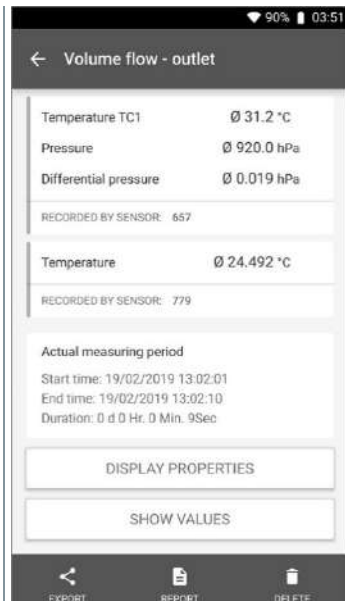 90% 03:51
← Volume flow - outlet
Temperature TC1 Ø 31.2 °C
Pressure Ø 920.0 hPa
Differential pressure Ø 0.019 hPa
RECORDED BY SENSOR: 657
Temperature Ø 24.492 °C
RECORDED BY SENSOR: 779
Actual measuring period
Start time: 19/02/2019 13:02:01
End time: 19/02/2019 13:02:10
Duration: 0 d 0 Hr. 0 Min. 9Sec
DISPLAY PROPERTIES
SHOW VALUES
EXPORT REPORT DELETE